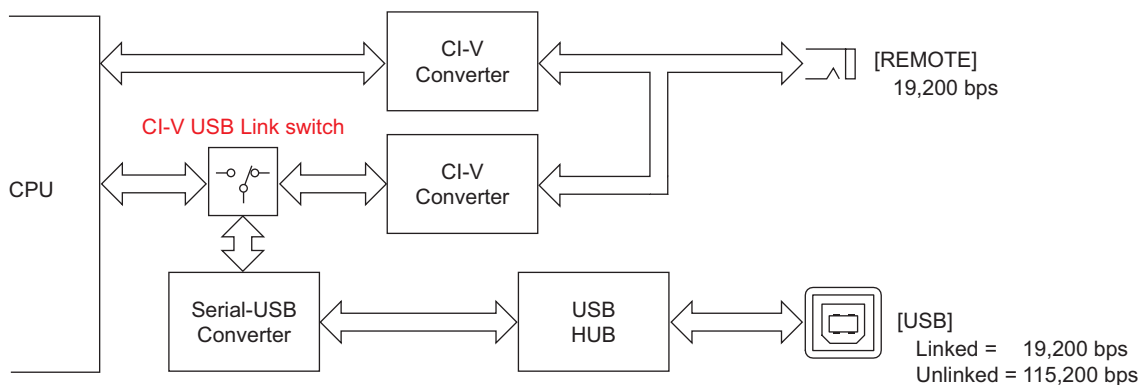 CI-V
Converter
[REMOTE]
19,200 bps
CI-V USB Link switch
CPU
CI-V
Converter
Serial-USB
Converter
USB
HUB
[USB]
Linked = 19,200 bps
Unlinked = 115,200 bps